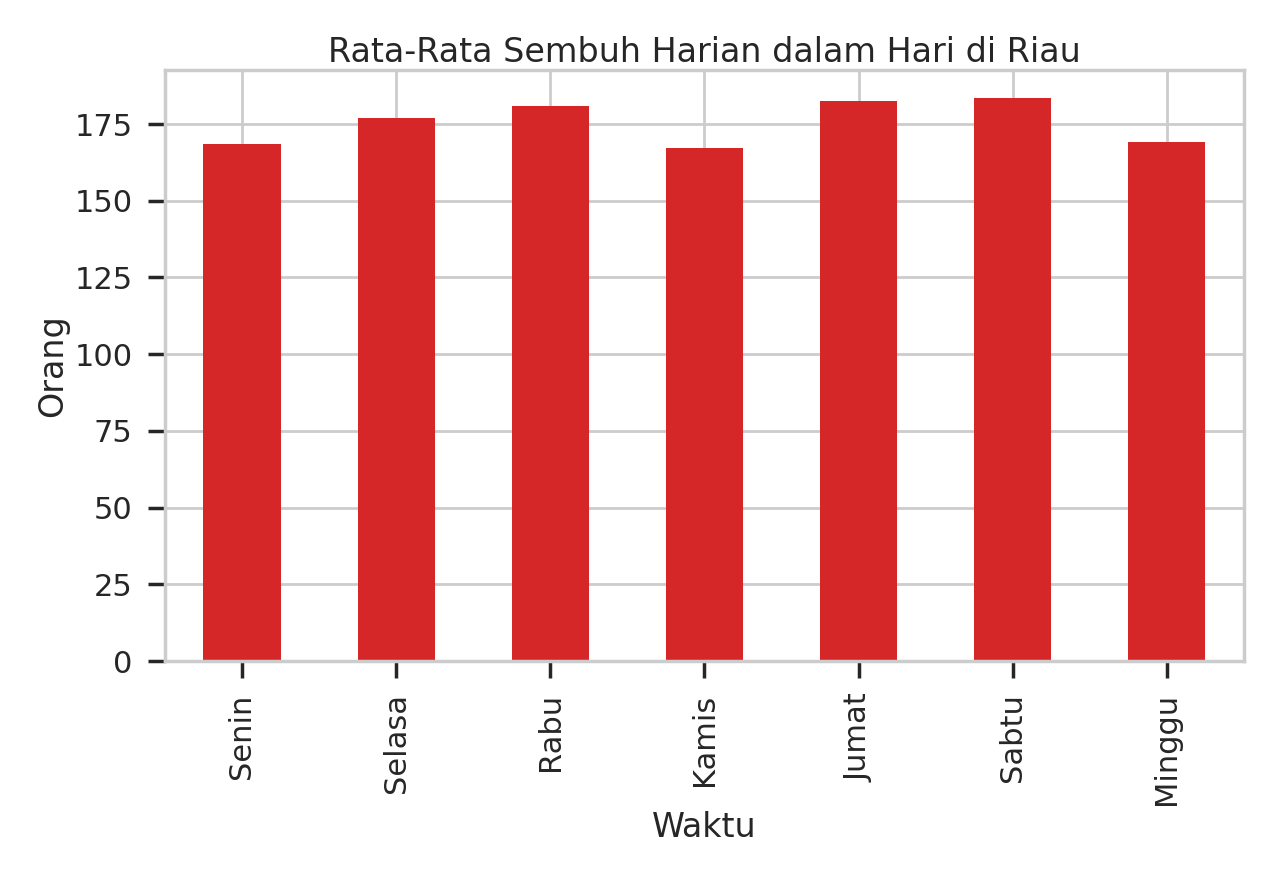 Rata-Rata Sembuh Harian dalam Hari di Riau
175
150
125
100
75
50
25
0
Orang
Senin
Selasa
Rabu
Kamis
Jumat
Sabtu
Minggu
Waktu